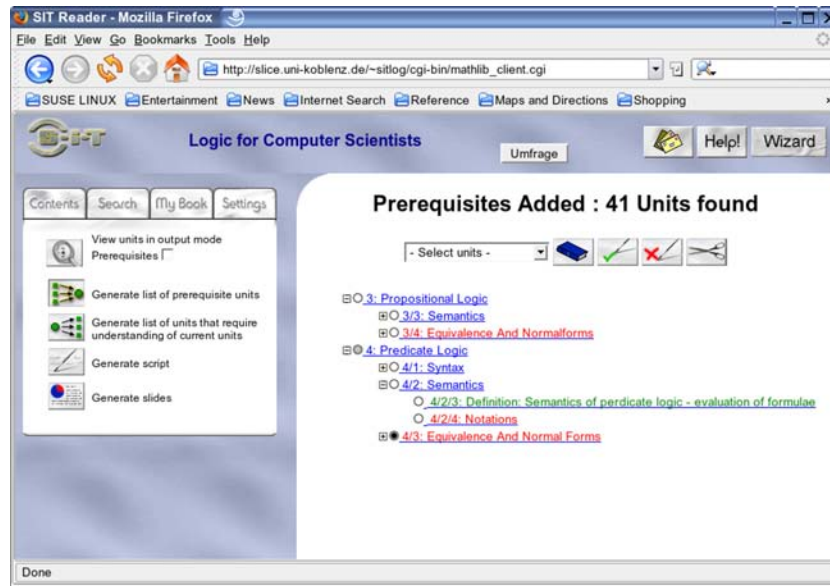 SIT Reader - Mozilla Firefox
File Edit View Go Bookmarks Tools Help
http://slice.uni-koblenz.de/~sitlog/cgi-bin/mathlib_client.cgi
SUSE LINUX Entertainment News Internet Search Reference Maps and Directions Shopping
S-I-T
Logic for Computer Scientists
Umfrage
Help!
Wizard
Contents Search My Book Settings
View units in output mode
Prerequisites
Generate list of prerequisite units
Generate list of units that require
understanding of current units
Generate script
Generate slides
Prerequisites Added : 41 Units found
- Select units -
3: Propositional Logic
3/3: Semantics
3/4: Equivalence And Normalforms
4: Predicate Logic
4/1: Syntax
4/2: Semantics
4/2/3: Definition: Semantics of perdicate logic - evaluation of formulae
4/2/4: Notations
4/3: Equivalence And Normal Forms
Done